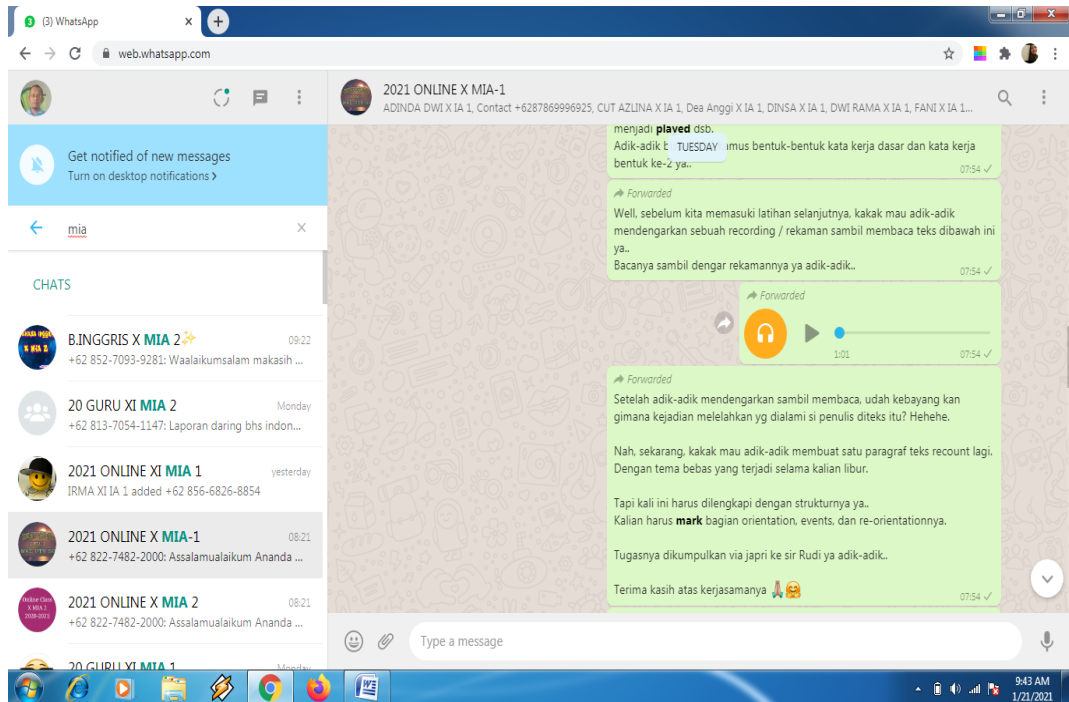 (3) WhatsApp
web.whatsapp.com
Get notified of new messages
Turn on desktop notifications >
mia
CHATS
B.INGGRIS X MIA 2✨
09:22
+62 852-7093-9281: Waalaikumsalam makasih ...
20 GURU XI MIA 2
Monday
+62 813-7054-1147: Laporan daring bhs indon...
2021 ONLINE XI MIA 1
yesterday
IRMA XI IA 1 added +62 856-6826-8854
2021 ONLINE X MIA-1
08:21
+62 822-7482-2000: Assalamualaikum Ananda ...
Online Class
X MIA 2
2020-2021
2021 ONLINE X MIA 2
08:21
+62 822-7482-2000: Assalamualaikum Ananda ...
20 GURU XI MIA 1
Monday
2021 ONLINE X MIA-1
ADINDA DWI X IA 1, Contact +6287869996925, CUT AZLINA X IA 1, Dea Anggi X IA 1, DINSA X IA 1, DWI RAMA X IA 1, FANI X IA 1...
menjadi played dsb.
TUESDAY
Adik-adik b amus bentuk-bentuk kata kerja dasar dan kata kerja
bentuk ke-2 ya..
07:54
Forwarded
Well, sebelum kita memasuki latihan selanjutnya, kakak mau adik-adik
mendengarkan sebuah recording / rekaman sambil membaca teks dibawah ini
ya..
Bacanya sambil dengar rekamannya ya adik-adik..
07:54
Forwarded
1:01
07:54
Forwarded
Setelah adik-adik mendengarkan sambil membaca, udah kebayang kan
gimana kejadian melelahkan yg dialami si penulis diteks itu? Hehehe.
Nah, sekarang, kakak mau adik-adik membuat satu paragraf teks recount lagi.
Dengan tema bebas yang terjadi selama kalian libur.
Tapi kali ini harus dilengkapi dengan strukturnya ya..
Kalian harus mark bagian orientation, events, dan re-orientationnya.
Tugasnya dikumpulkan via japri ke sir Rudi ya adik-adik..
Terima kasih atas kerjasamanya 🙏🤗
07:54
Type a message
9:43 AM
1/21/2021